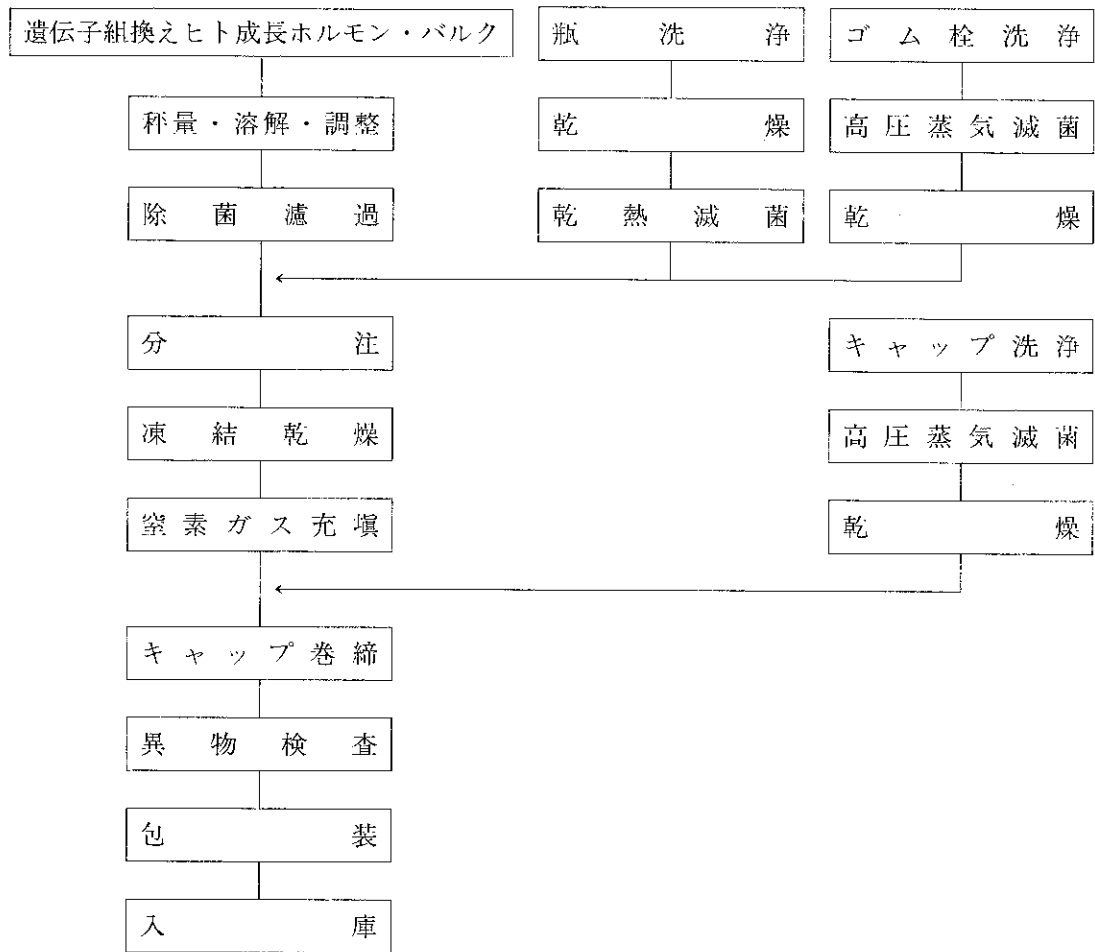 遺伝子組換えヒト成長ホルモン・バルク
秤量・溶解・調整
除菌濾過
瓶洗浄
乾燥
乾熱滅菌
ゴム栓洗浄
高圧蒸気滅菌
乾燥
分注
凍結乾燥
窒素ガス充塡
キャップ洗浄
高圧蒸気滅菌
乾燥
キャップ巻締
異物検査
包装
入庫